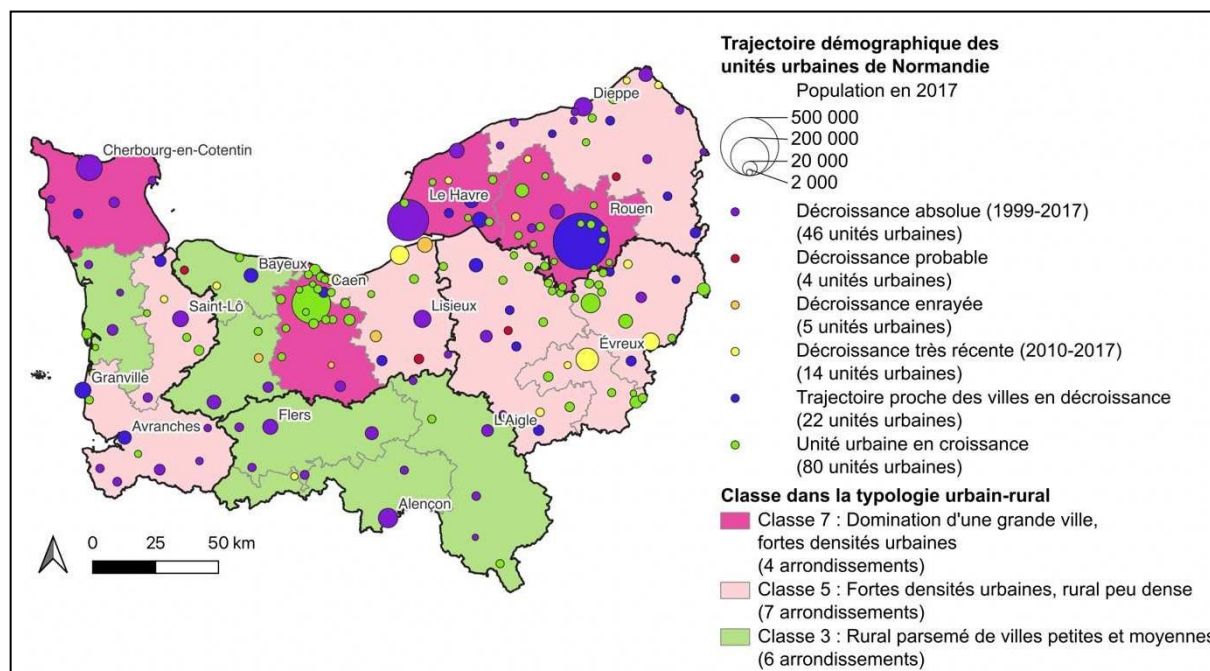 Trajectoire démographique des
unités urbaines de Normandie
Population en 2017
500 000
200 000
20 000
2 000
Décroissance absolue (1999-2017)
(46 unités urbaines)
Décroissance probable
(4 unités urbaines)
Décroissance enrayée
(5 unités urbaines)
Décroissance très récente (2010-2017)
(14 unités urbaines)
Trajectoire proche des villes en décroissance
(22 unités urbaines)
Unité urbaine en croissance
(80 unités urbaines)
Classe dans la typologie urbain-rural
Classe 7 : Domination d'une grande ville,
fortes densités urbaines
(4 arrondissements)
Classe 5 : Fortes densités urbaines, rural peu dense
(7 arrondissements)
Classe 3 : Rural parsemé de villes petites et moyennes
(6 arrondissements)
Dieppe
Cherbourg-en-Cotentin
Le Havre
Rouen
Bayeux
Caen
Saint-Lô
Lisieux
Évreux
Granville
Flers
L'Aigle
Avranches
Alençon
0 25 50 km